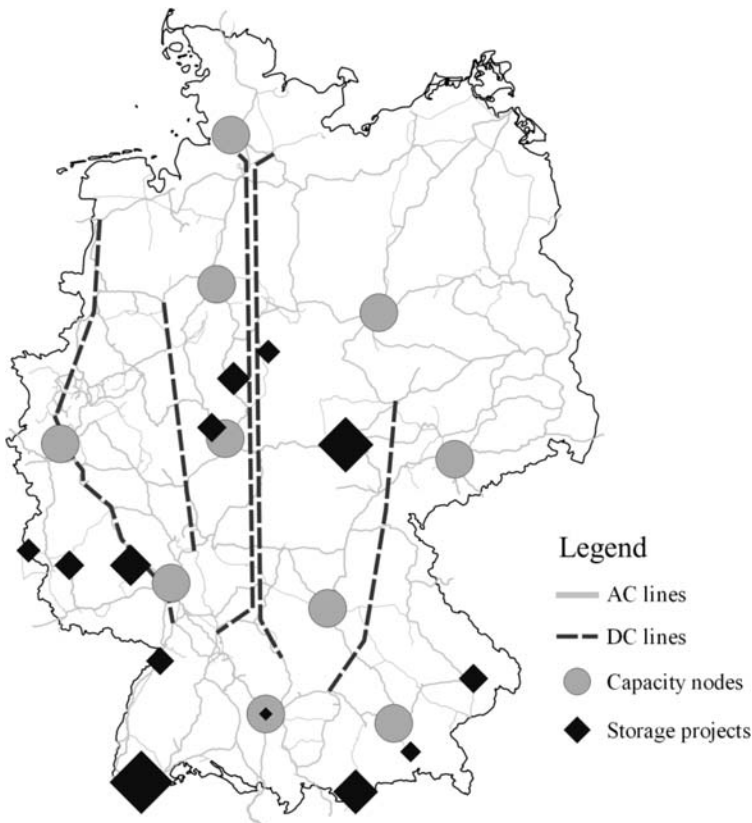 Legend
AC lines
DC lines
Capacity nodes
Storage projects